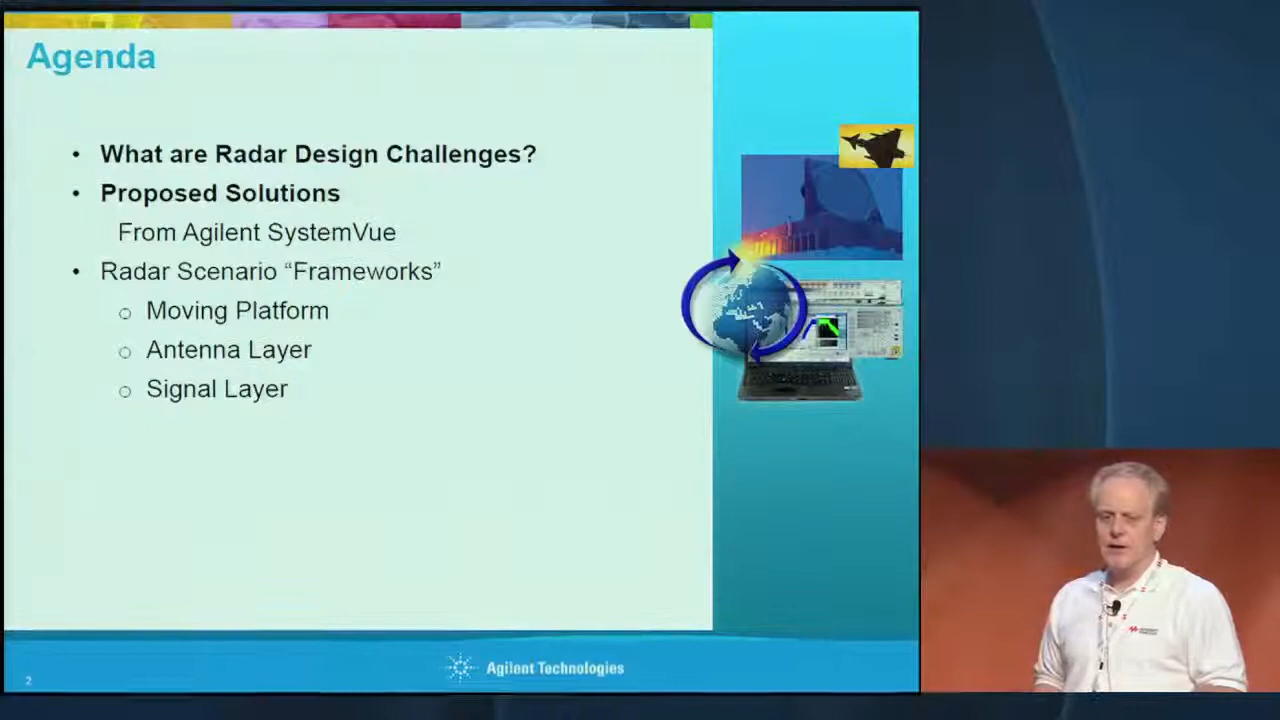 Agenda
• What are Radar Design Challenges?
• Proposed Solutions
From Agilent SystemVue
• Radar Scenario “Frameworks”
○ Moving Platform
○ Antenna Layer
○ Signal Layer
2
Agilent Technologies